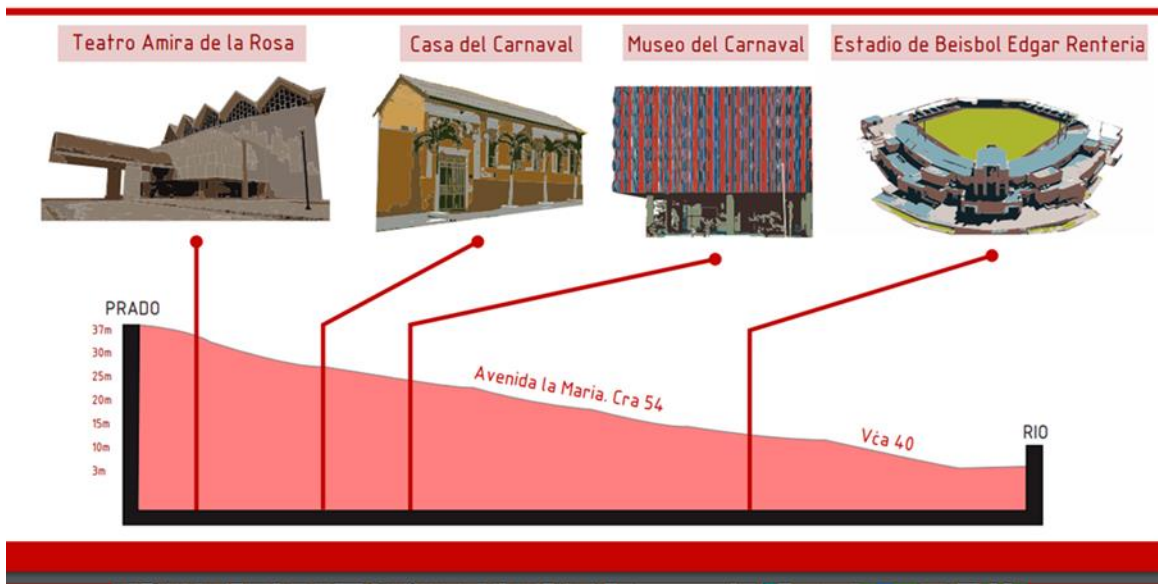 Teatro Amira de la Rosa
Casa del Carnaval
Museo del Carnaval
Estadio de Beisbol Edgar Renteria
PRADO
37m
30m
25m
20m
15m
10m
3m
Avenida la Maria. Cra 54
Vċa 40
RIO